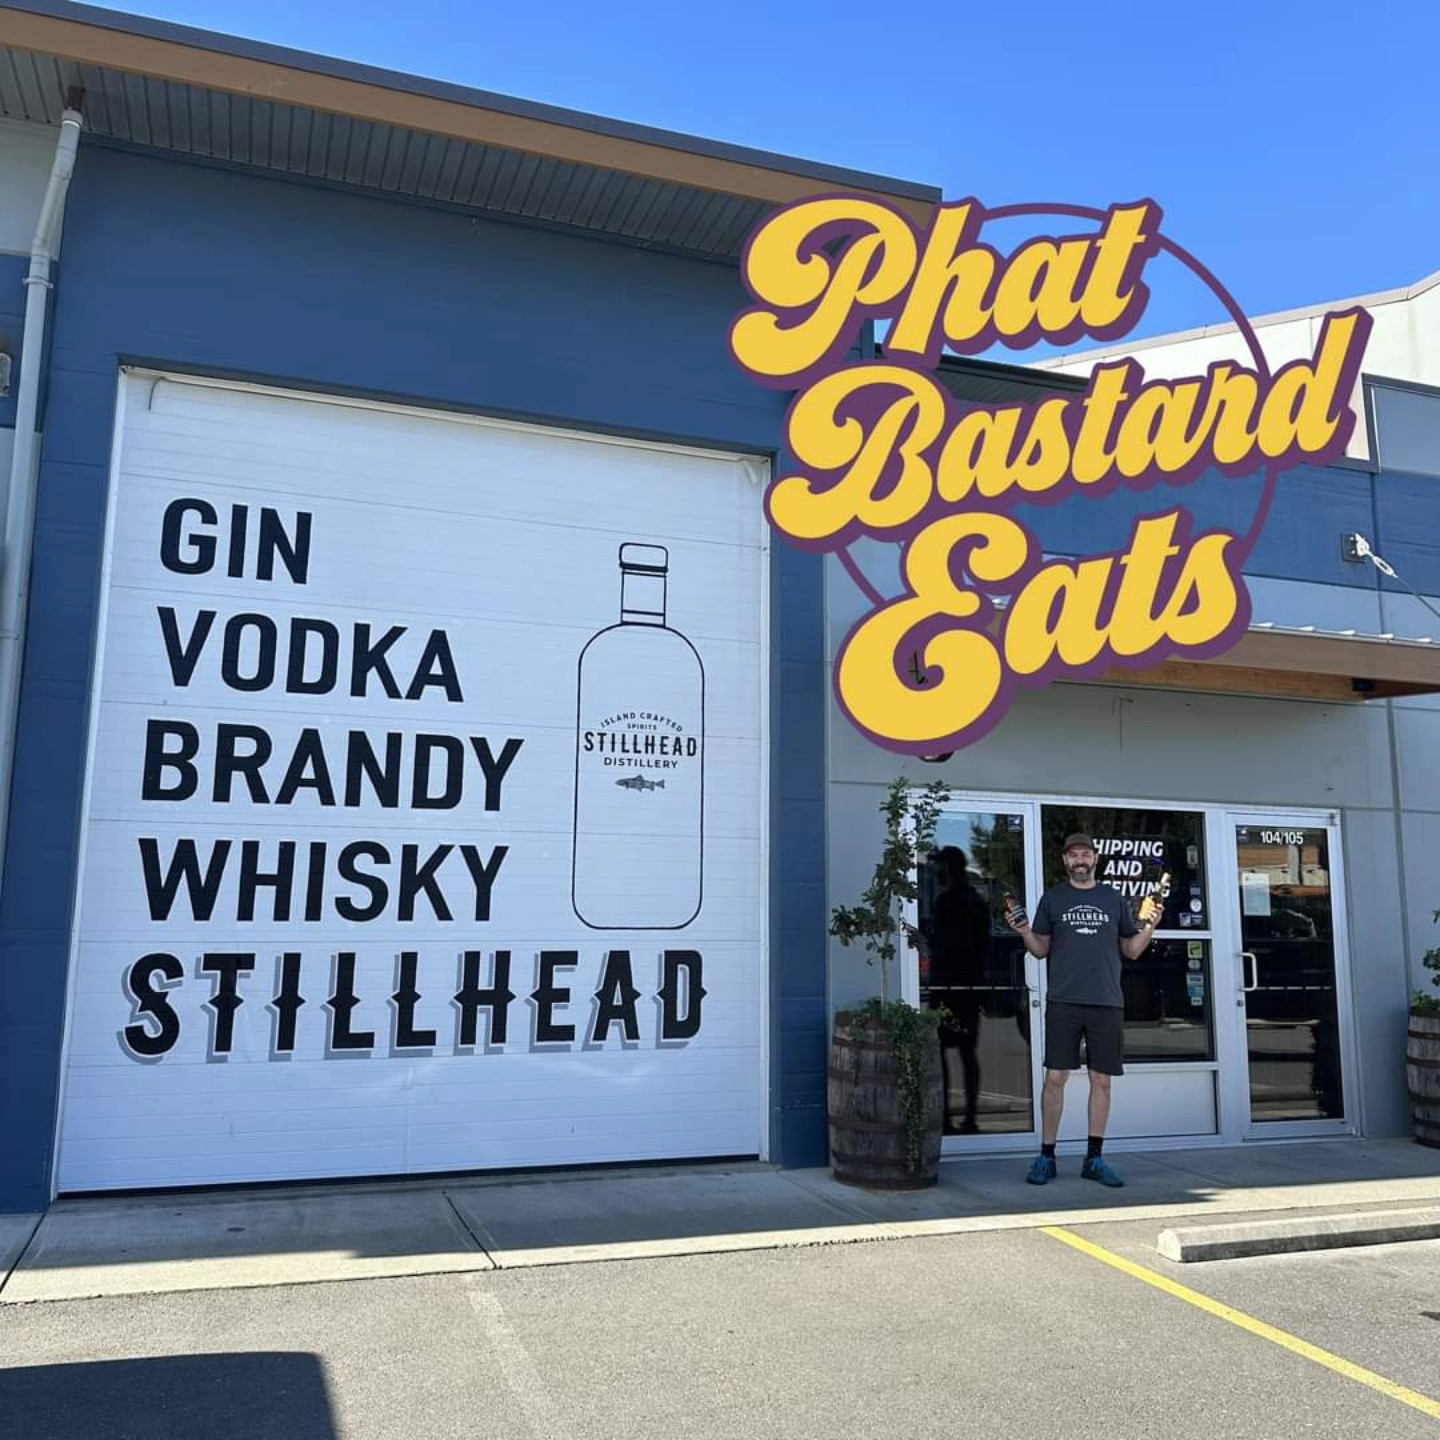 Phat
Bastard
Eats
GIN
VODKA
BRANDY
WHISKY
STILLHEAD
ISLAND CRAFTED
SPIRITS
STILLHEAD
DISTILLERY
HIPPING
AND
CEIVING
104/105
STILLHEAD
DISTILLERY